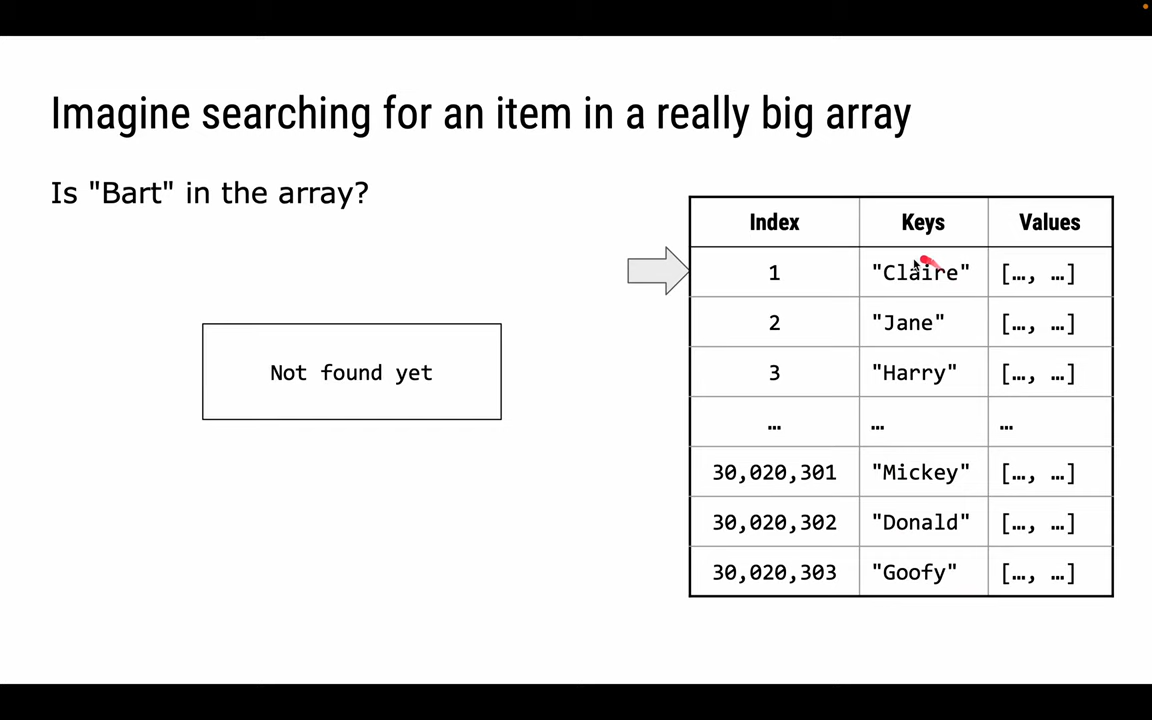 Imagine searching for an item in a really big array
Is "Bart" in the array?
Not found yet
Index Keys Values
1 "Claire" […, …]
2 "Jane" […, …]
3 "Harry" […, …]
… … …
30,020,301 "Mickey" […, …]
30,020,302 "Donald" […, …]
30,020,303 "Goofy" […, …]